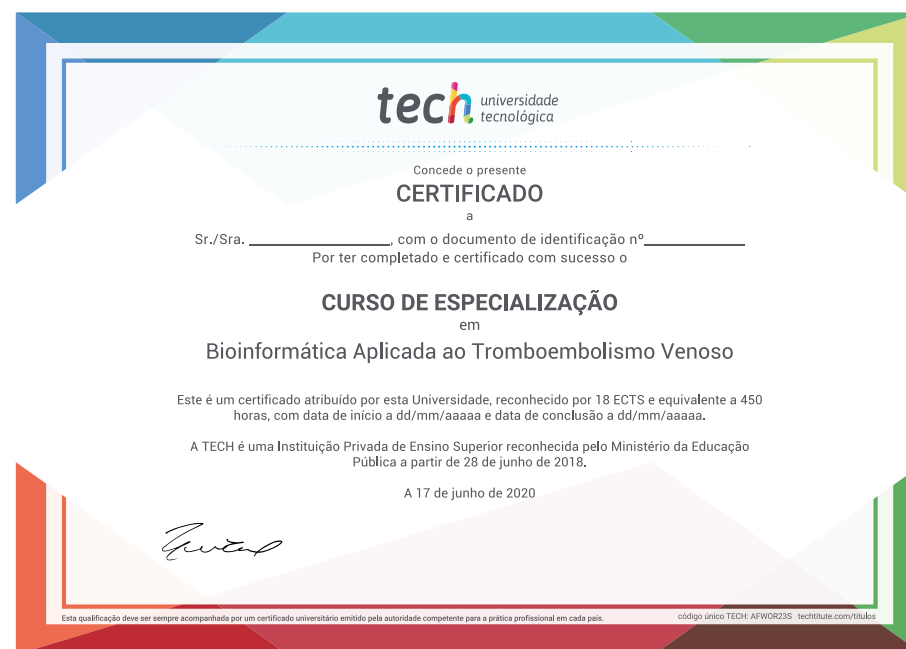 tech universidade
tecnológica
Concede o presente
CERTIFICADO
a
Sr./Sra. ________________, com o documento de identificação nº____________
Por ter completado e certificado com sucesso o
CURSO DE ESPECIALIZAÇÃO
em
Bioinformática Aplicada ao Tromboembolismo Venoso
Este é um certificado atribuído por esta Universidade, reconhecido por 18 ECTS e equivalente a 450
horas, com data de início a dd/mm/aaaaa e data de conclusão a dd/mm/aaaaa.
A TECH é uma Instituição Privada de Ensino Superior reconhecida pelo Ministério da Educação
Pública a partir de 28 de junho de 2018.
A 17 de junho de 2020
Esta qualificação deve ser sempre acompanhada por um certificado universitário emitido pela autoridade competente para a prática profissional em cada país.
código único TECH: AFWOR23S techtitute.com/titulos